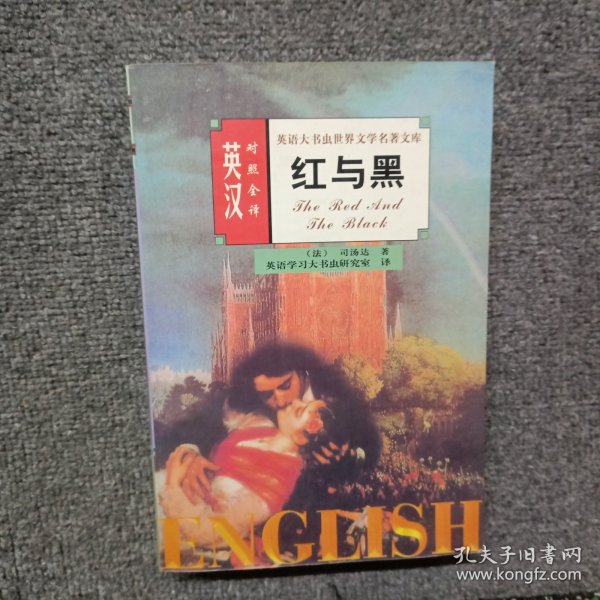 英汉
对照全译
英语大书虫世界文学名著文库
红与黑
The Red And
The Black
（法） 司汤达 著
英语学习大书虫研究室 译
ENGLISH
孔夫子旧书网
www.kongfz.com